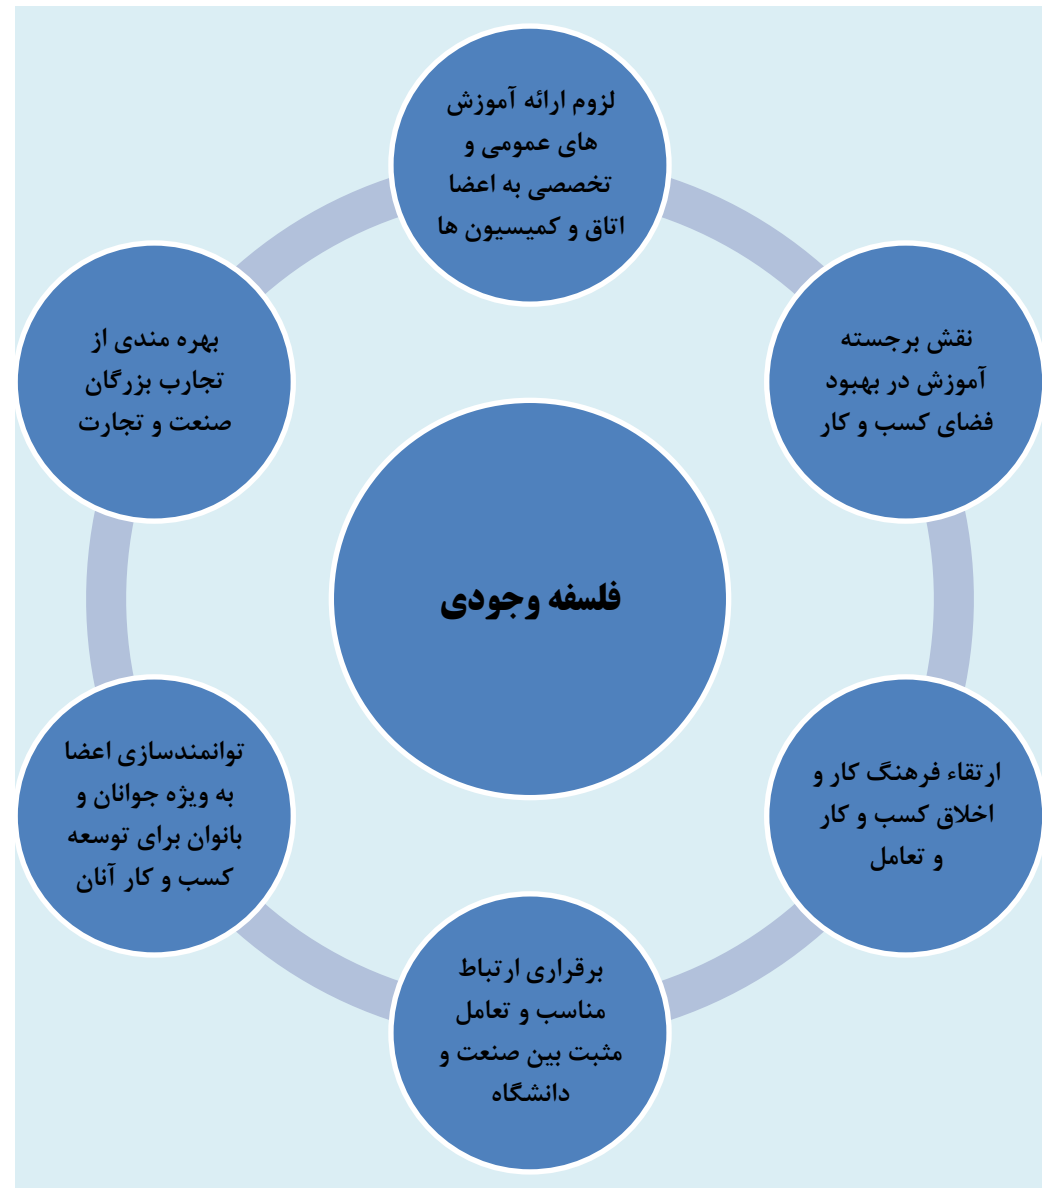 لزوم ارائه آموزش
های عمومی و
تخصصی به اعضا
اتاق و کمیسیون ها
نقش برجسته
آموزش در بهبود
فضای کسب و کار
ارتقاء فرهنگ کار و
اخلاق کسب و کار
و تعامل
برقراری ارتباط
مناسب و تعامل
مثبت بین صنعت و
دانشگاه
توانمندسازی اعضا
به ویژه جوانان و
بانوان برای توسعه
کسب و کار آنان
بهره مندی از
تجارب بزرگان
صنعت و تجارت
فلسفه وجودی